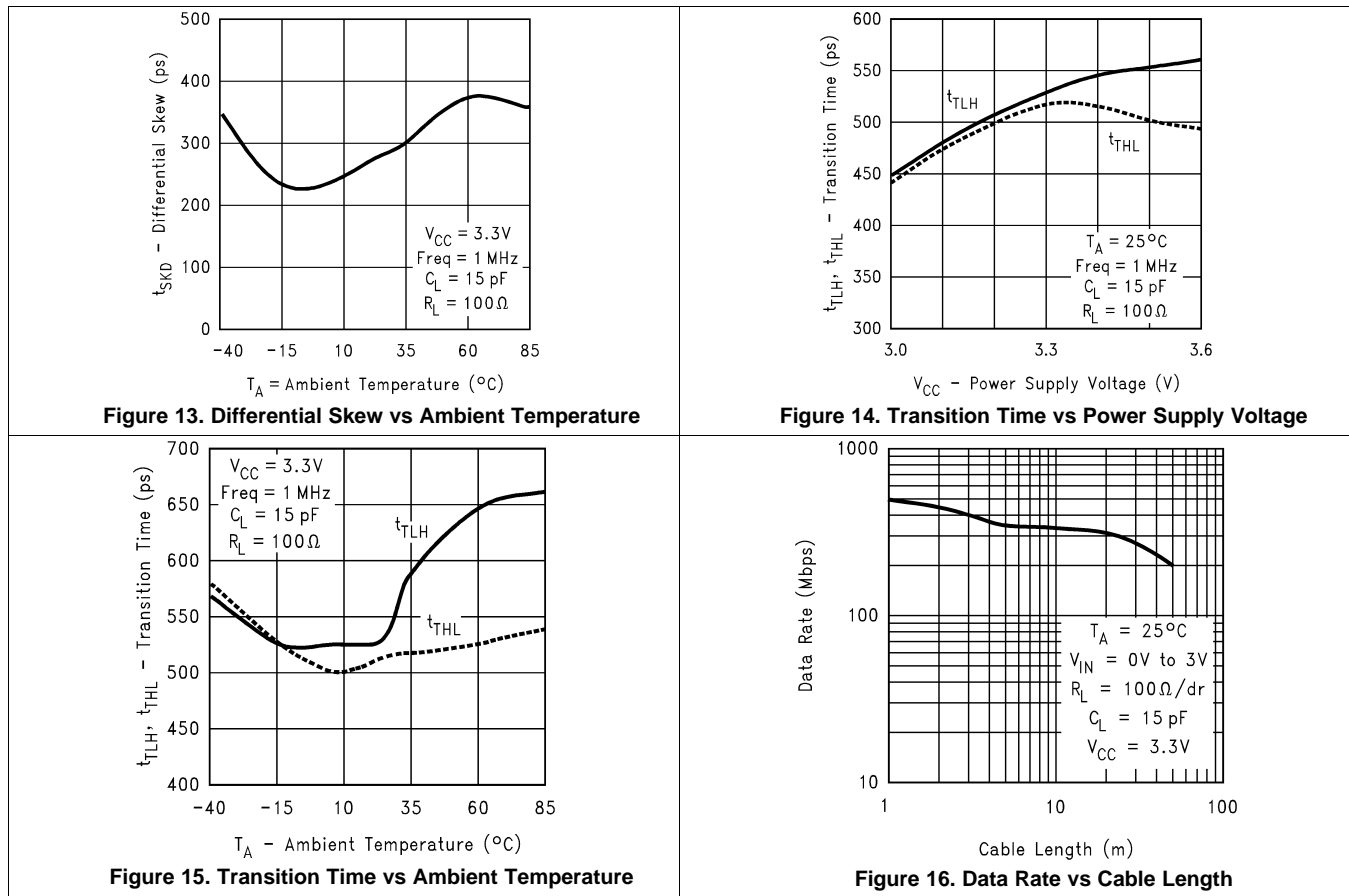 500
400
300
200
100
0
-40 -15 10 35 60 85
t_SKD – Differential Skew (ps)
V_CC = 3.3V
Freq = 1 MHz
C_L = 15 pF
R_L = 100Ω
T_A = Ambient Temperature (°C)
Figure 13. Differential Skew vs Ambient Temperature
600
550
500
450
400
350
300
3.0 3.3 3.6
t_TLH, t_THL – Transition Time (ps)
t_TLH
t_THL
T_A = 25°C
Freq = 1 MHz
C_L = 15 pF
R_L = 100Ω
V_CC – Power Supply Voltage (V)
Figure 14. Transition Time vs Power Supply Voltage
700
650
600
550
500
450
400
-40 -15 10 35 60 85
t_TLH, t_THL – Transition Time (ps)
V_CC = 3.3V
Freq = 1 MHz
C_L = 15 pF
R_L = 100Ω
t_TLH
t_THL
T_A – Ambient Temperature (°C)
Figure 15. Transition Time vs Ambient Temperature
1000
100
10
1 10 100
Data Rate (Mbps)
T_A = 25°C
V_IN = 0V to 3V
R_L = 100Ω/dr
C_L = 15 pF
V_CC = 3.3V
Cable Length (m)
Figure 16. Data Rate vs Cable Length